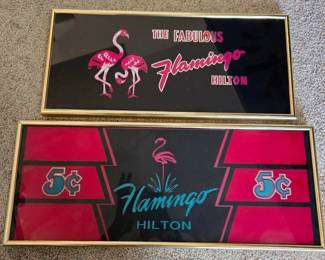 THE FABULOUS
Flamingo
HILTON
5¢ 5¢
Flamingo
HILTON